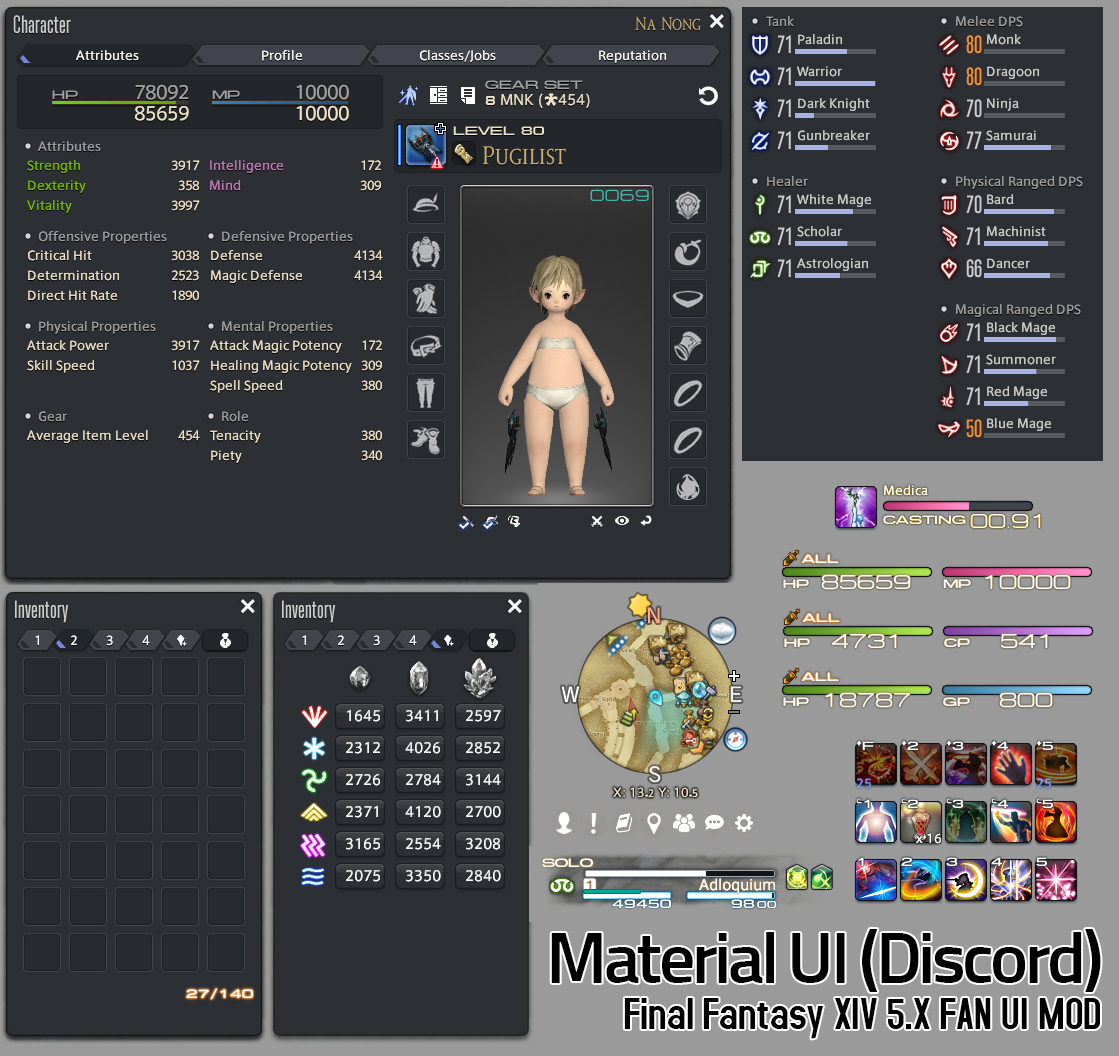 Character
NA NONG
Attributes
Profile
Classes/Jobs
Reputation
HP 78092
85659
MP 10000
10000
GEAR SET
8 MNK (454)
LEVEL 80
PUGILIST
0069
Attributes
Strength 3917 Intelligence 172
Dexterity 358 Mind 309
Vitality 3997
Offensive Properties
Defensive Properties
Critical Hit 3038 Defense 4134
Determination 2523 Magic Defense 4134
Direct Hit Rate 1890
Physical Properties
Mental Properties
Attack Power 3917 Attack Magic Potency 172
Skill Speed 1037 Healing Magic Potency 309
Spell Speed 380
Gear
Role
Average Item Level 454 Tenacity 380
Piety 340
Tank
71 Paladin
71 Warrior
71 Dark Knight
71 Gunbreaker
Healer
71 White Mage
71 Scholar
71 Astrologian
Melee DPS
80 Monk
80 Dragoon
70 Ninja
77 Samurai
Physical Ranged DPS
70 Bard
71 Machinist
66 Dancer
Magical Ranged DPS
71 Black Mage
71 Summoner
71 Red Mage
50 Blue Mage
Medica
CASTING 00.91
ALL
HP 85659 MP 10000
ALL
HP 4731 CP 541
ALL
HP 18787 GP 800
Inventory
1 2 3 4
27/140
Inventory
1 2 3 4
1645 3411 2597
2312 4026 2852
2726 2784 3144
2371 4120 2700
3165 2554 3208
2075 3350 2840
N
W
E
S
X: 13.2 Y: 10.5
SOLO
1
Adloquium
49450 9800
F 2 3 4 5
25 25
1 2 3 4 5
x16
1 2 3 4 5
Material UI (Discord)
Final Fantasy XIV 5.X FAN UI MOD